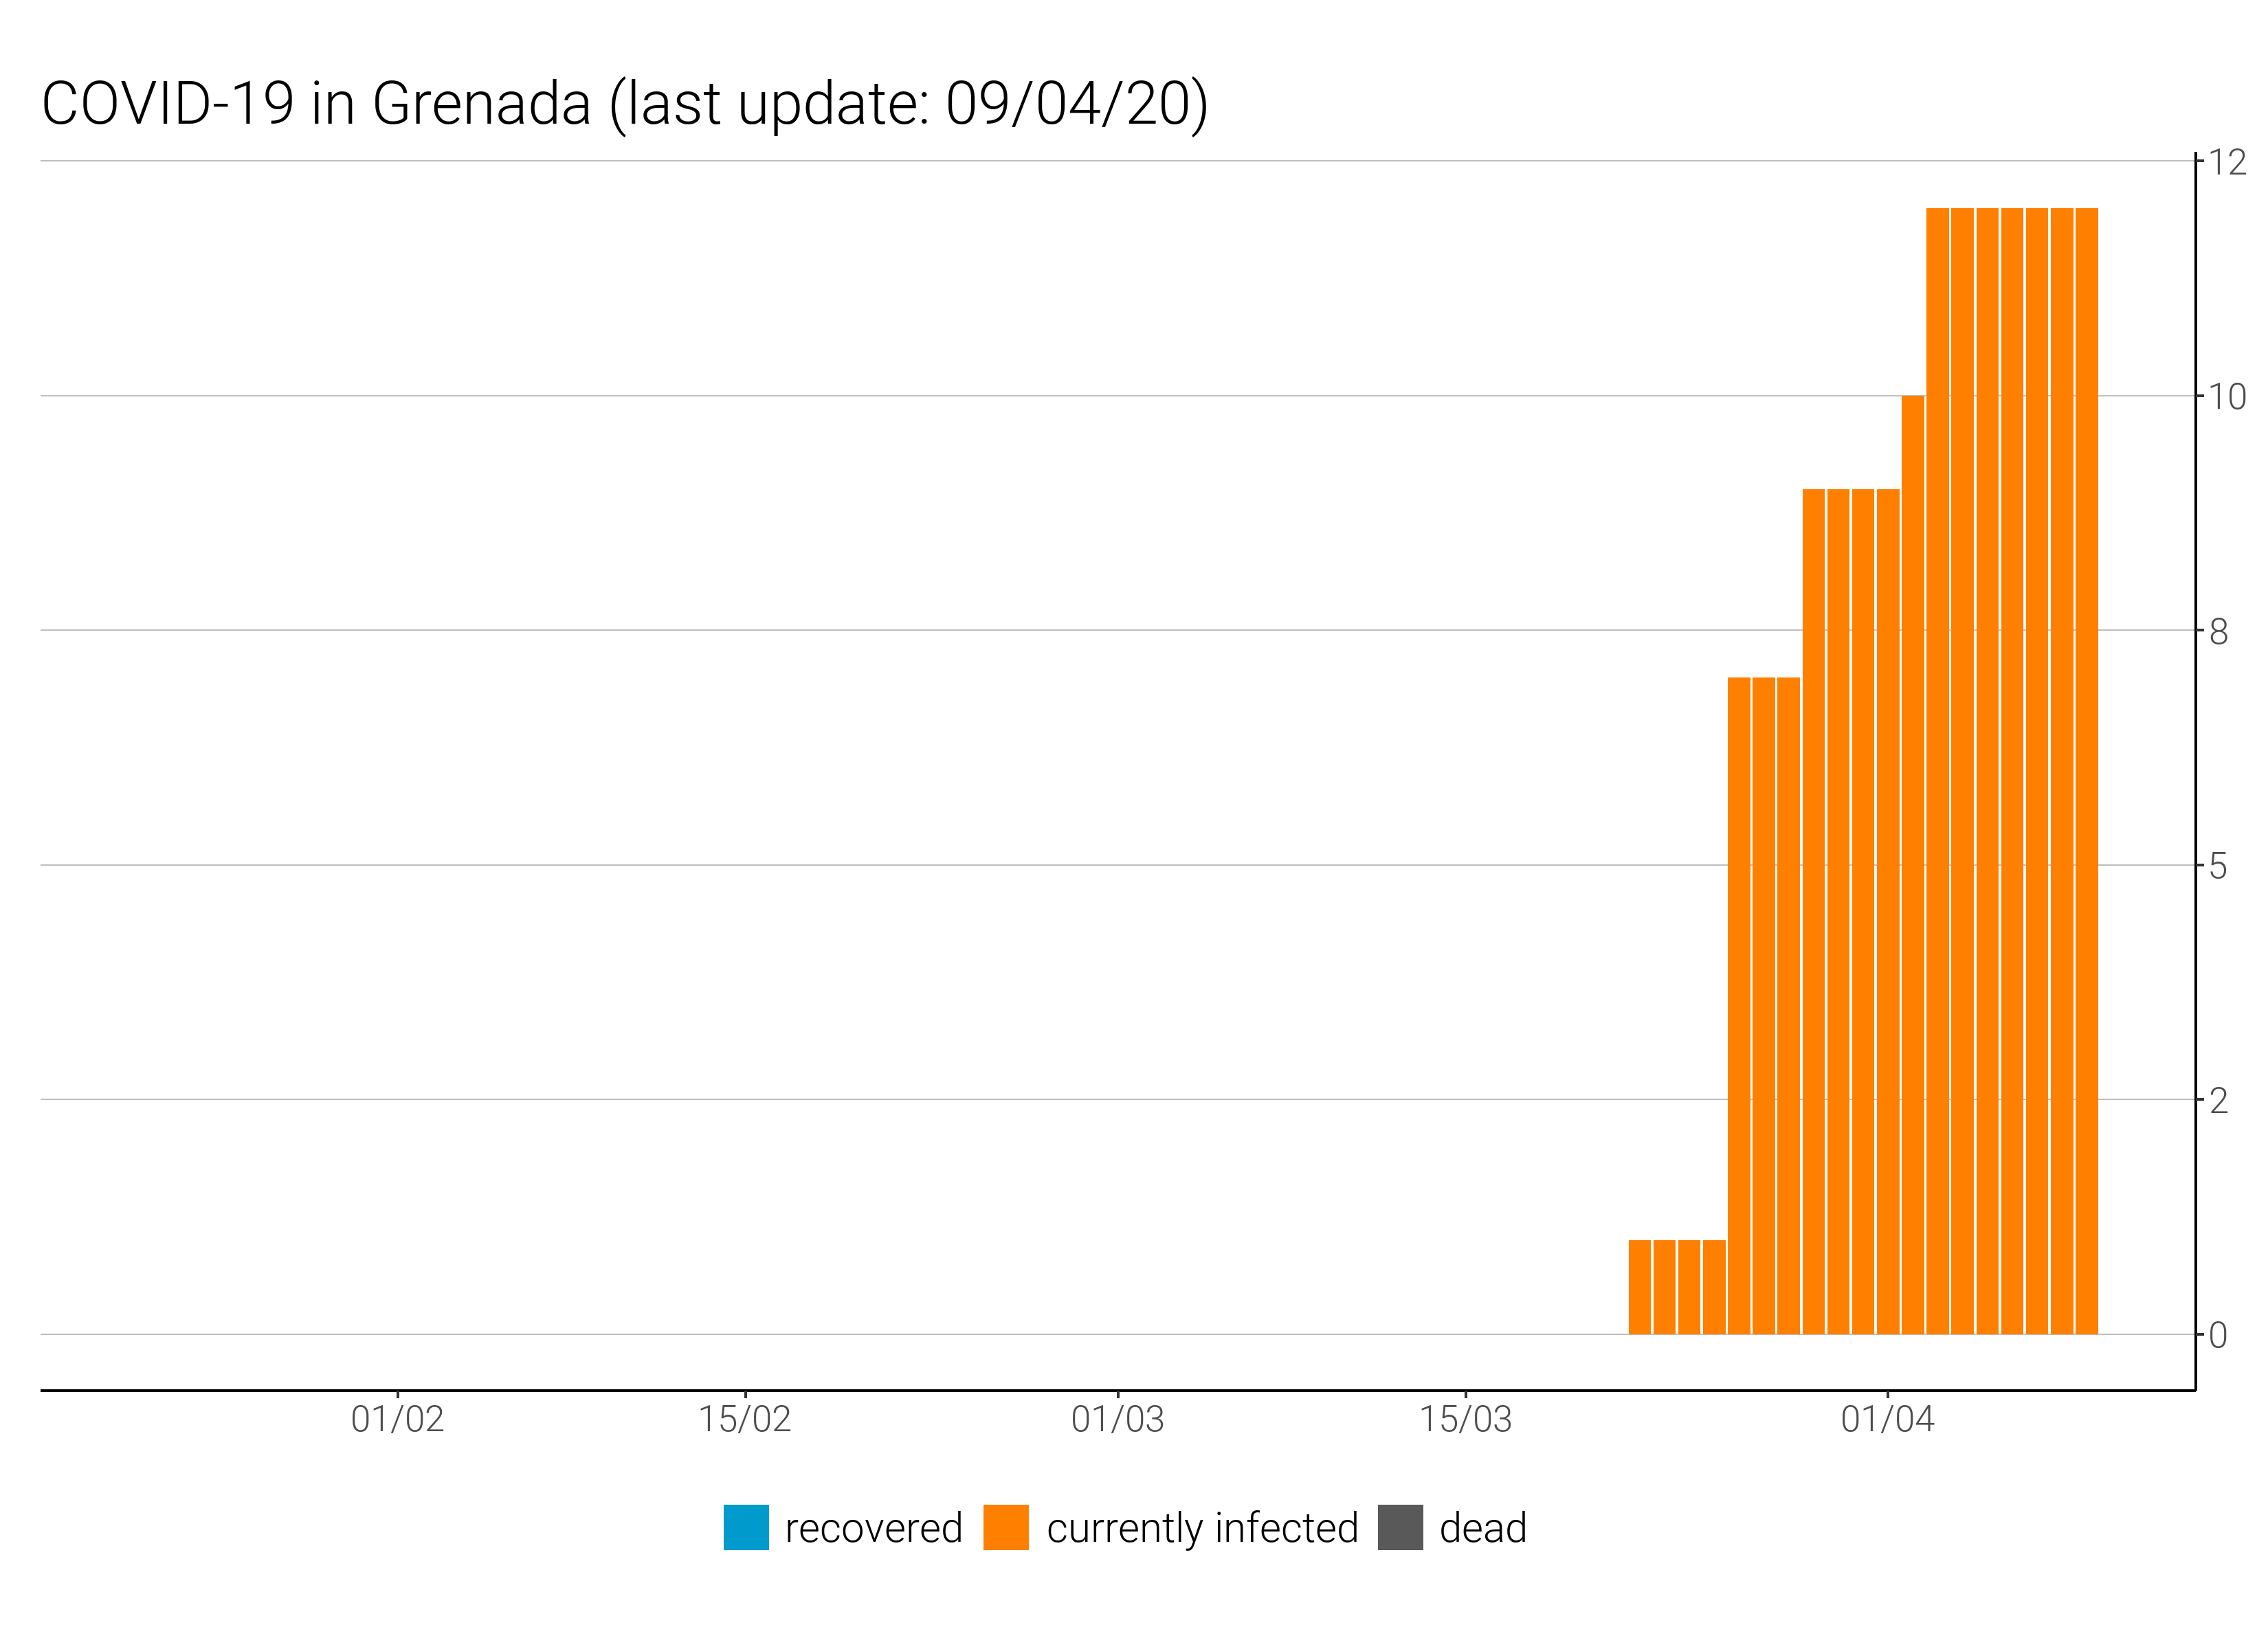 COVID-19 in Grenada (last update: 09/04/20)
12
10
8
5
2
0
01/02 15/02 01/03 15/03 01/04
recovered currently infected dead